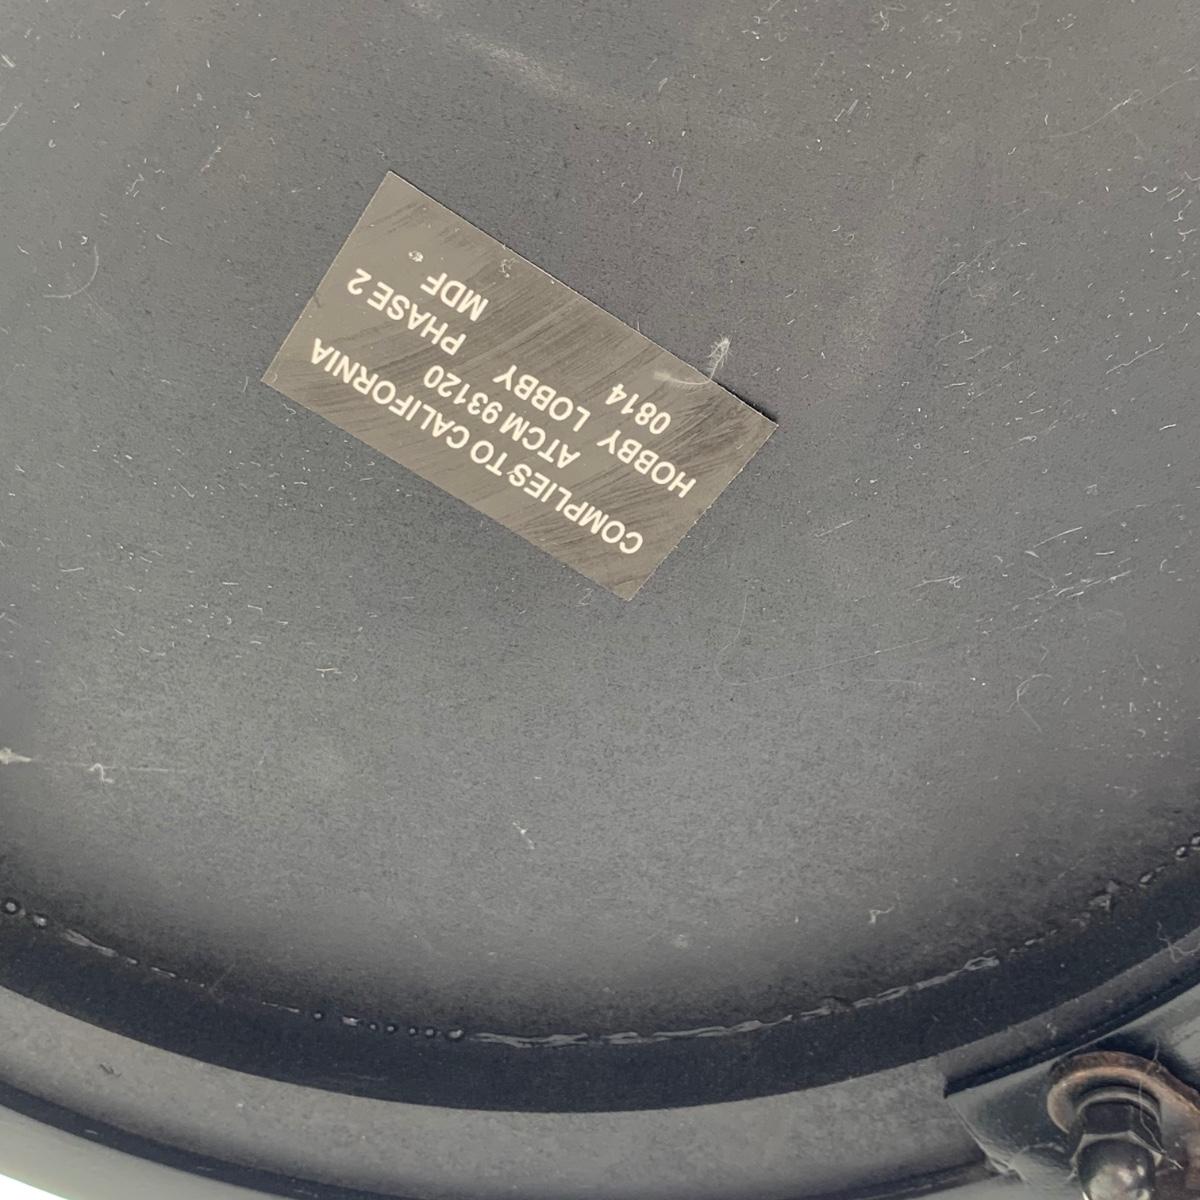 COMPLIES TO CALIFORNIA
ATCM 93120 PHASE 2
HOBBY LOBBY MDF
0814